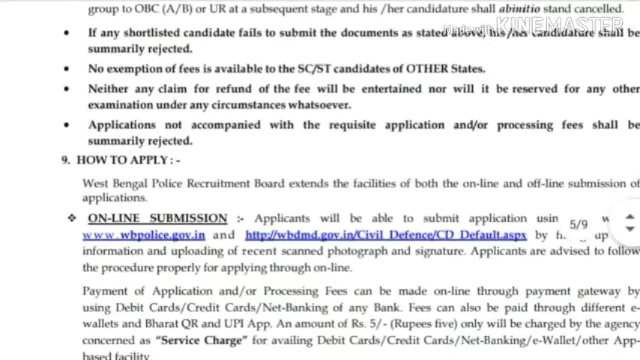 group to OBC (A/B) or UR at a subsequent stage and his /her candidature shall abinitio stand cancelled.
KINEMASTER
• If any shortlisted candidate fails to submit the documents as stated above, his/her candidature shall be
summarily rejected.
• No exemption of fees is available to the SC/ST candidates of OTHER States.
• Neither any claim for refund of the fee will be entertained nor will it be reserved for any other
examination under any circumstances whatsoever.
• Applications not accompanied with the requisite application and/or processing fees shall be
summarily rejected.
9. HOW TO APPLY : -
West Bengal Police Recruitment Board extends the facilities of both the on-line and off-line submission of
applications.
❖ ON-LINE SUBMISSION :- Applicants will be able to submit application usin 5/9
www.wbpolice.gov.in and http://wbdmd.gov.in/Civil_Defence/CD_Default.aspx by up
information and uploading of recent scanned photograph and signature. Applicants are advised to follow
the procedure properly for applying through on-line.
Payment of Application and/or Processing Fees can be made on-line through payment gateway by
using Debit Cards/Credit Cards/Net-Banking of any Bank. Fees can also be paid through different e-
wallets and Bharat QR and UPI App. An amount of Rs. 5/- (Rupees five) only will be charged by the agency
concerned as "Service Charge" for availing Debit Cards/Credit Cards/Net-Banking/e-Wallet/other App-
based facility.